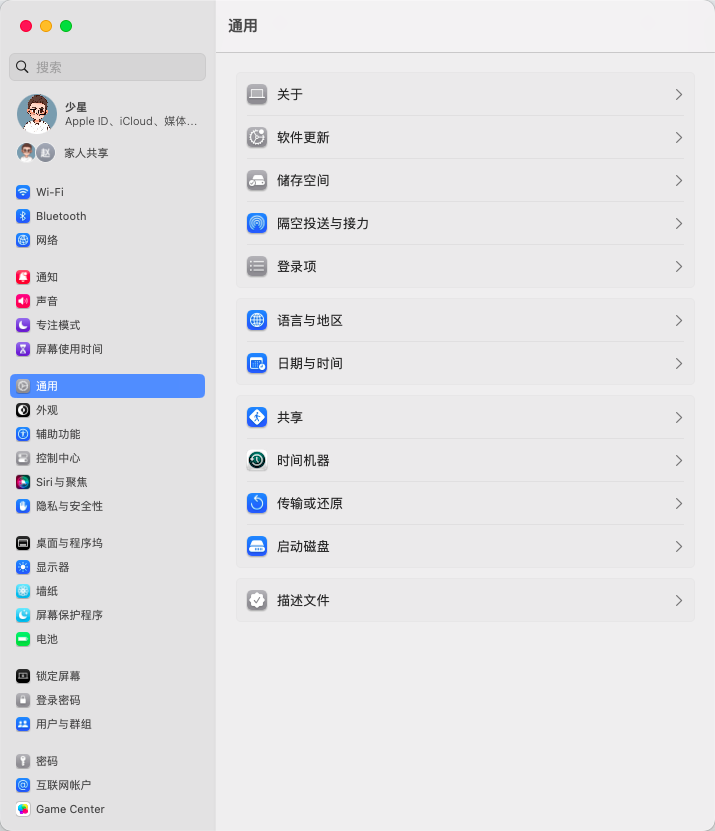 通用
搜索
少星
Apple ID、iCloud、媒体...
赵
家人共享
Wi-Fi
Bluetooth
网络
通知
声音
专注模式
屏幕使用时间
通用
外观
辅助功能
控制中心
Siri与聚焦
隐私与安全性
桌面与程序坞
显示器
墙纸
屏幕保护程序
电池
锁定屏幕
登录密码
用户与群组
密码
互联网帐户
Game Center
关于
软件更新
储存空间
隔空投送与接力
登录项
语言与地区
日期与时间
共享
时间机器
传输或还原
启动磁盘
描述文件